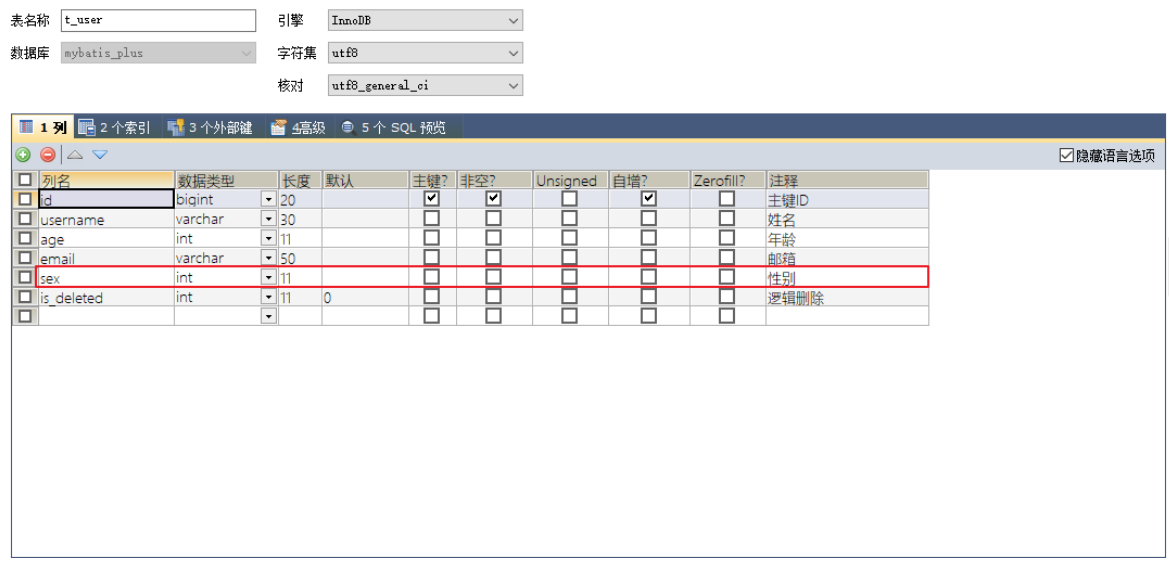 表名称 t_user 引擎 InnoDB
数据库 mybatis_plus 字符集 utf8
核对 utf8_general_ci
1 列 2 个索引 3 个外部键 4高级 5 个 SQL 预览
隐藏语言选项
列名 数据类型 长度 默认 主键? 非空? Unsigned 自增? Zerofill? 注释
id bigint 20 主键ID
username varchar 30 姓名
age int 11 年龄
email varchar 50 邮箱
sex int 11 性别
is_deleted int 11 0 逻辑删除